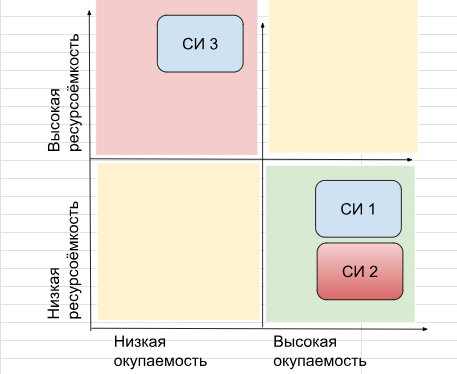 СИ 3
Высокая
ресурсоёмкость
СИ 1
СИ 2
Низкая
ресурсоёмкость
Низкая
окупаемость
Высокая
окупаемость